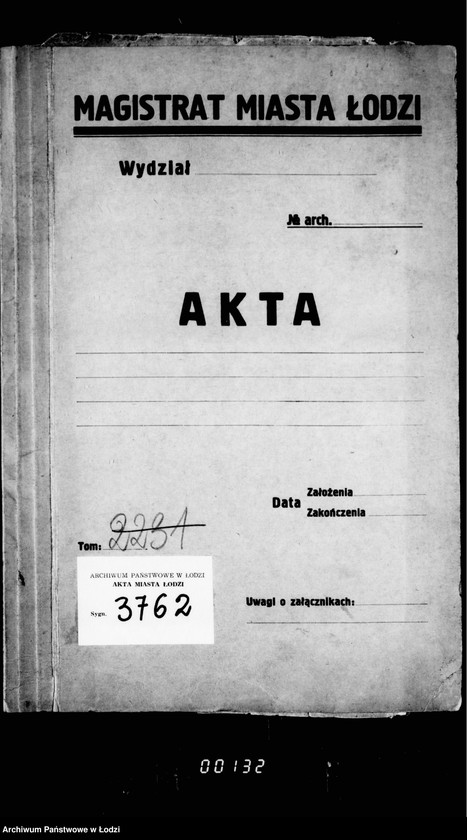 MAGISTRAT MIASTA ŁODZI
Wydział
№ arch.
AKTA
Data Założenia
Zakończenia
Tom: 2231
ARCHIWUM PAŃSTWOWE W ŁODZI
AKTA MIASTA ŁODZI
Sygn. 3762
Uwagi o załącznikach:
00132
Archiwum Państwowe w Łodzi